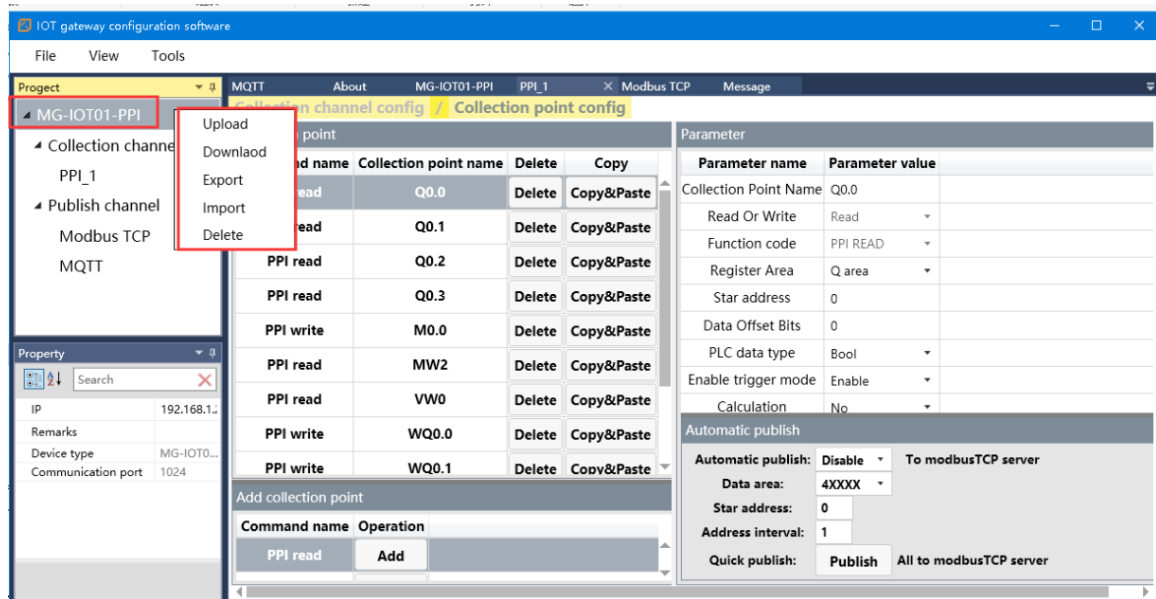 IOT gateway configuration software
File View Tools
Progect
MG-IOT01-PPI
Collection channe
PPI_1
Publish channel
Modbus TCP
MQTT
Upload
Downlaod
Export
Import
Delete
Property
Search
IP 192.168.1.
Remarks
Device type MG-IOT0...
Communication port 1024
MQTT About MG-IOT01-PPI PPI_1 Modbus TCP Message
Collection channel config / Collection point config
point
nd name Collection point name Delete Copy
read Q0.0 Delete Copy&Paste
read Q0.1 Delete Copy&Paste
PPI read Q0.2 Delete Copy&Paste
PPI read Q0.3 Delete Copy&Paste
PPI write M0.0 Delete Copy&Paste
PPI read MW2 Delete Copy&Paste
PPI read VW0 Delete Copy&Paste
PPI write WQ0.0 Delete Copy&Paste
PPI write WQ0.1 Delete Copy&Paste
Add collection point
Command name Operation
PPI read Add
Parameter
Parameter name Parameter value
Collection Point Name Q0.0
Read Or Write Read
Function code PPI READ
Register Area Q area
Star address 0
Data Offset Bits 0
PLC data type Bool
Enable trigger mode Enable
Calculation No
Automatic publish
Automatic publish: Disable To modbusTCP server
Data area: 4XXXX
Star address: 0
Address interval: 1
Quick publish: Publish All to modbusTCP server